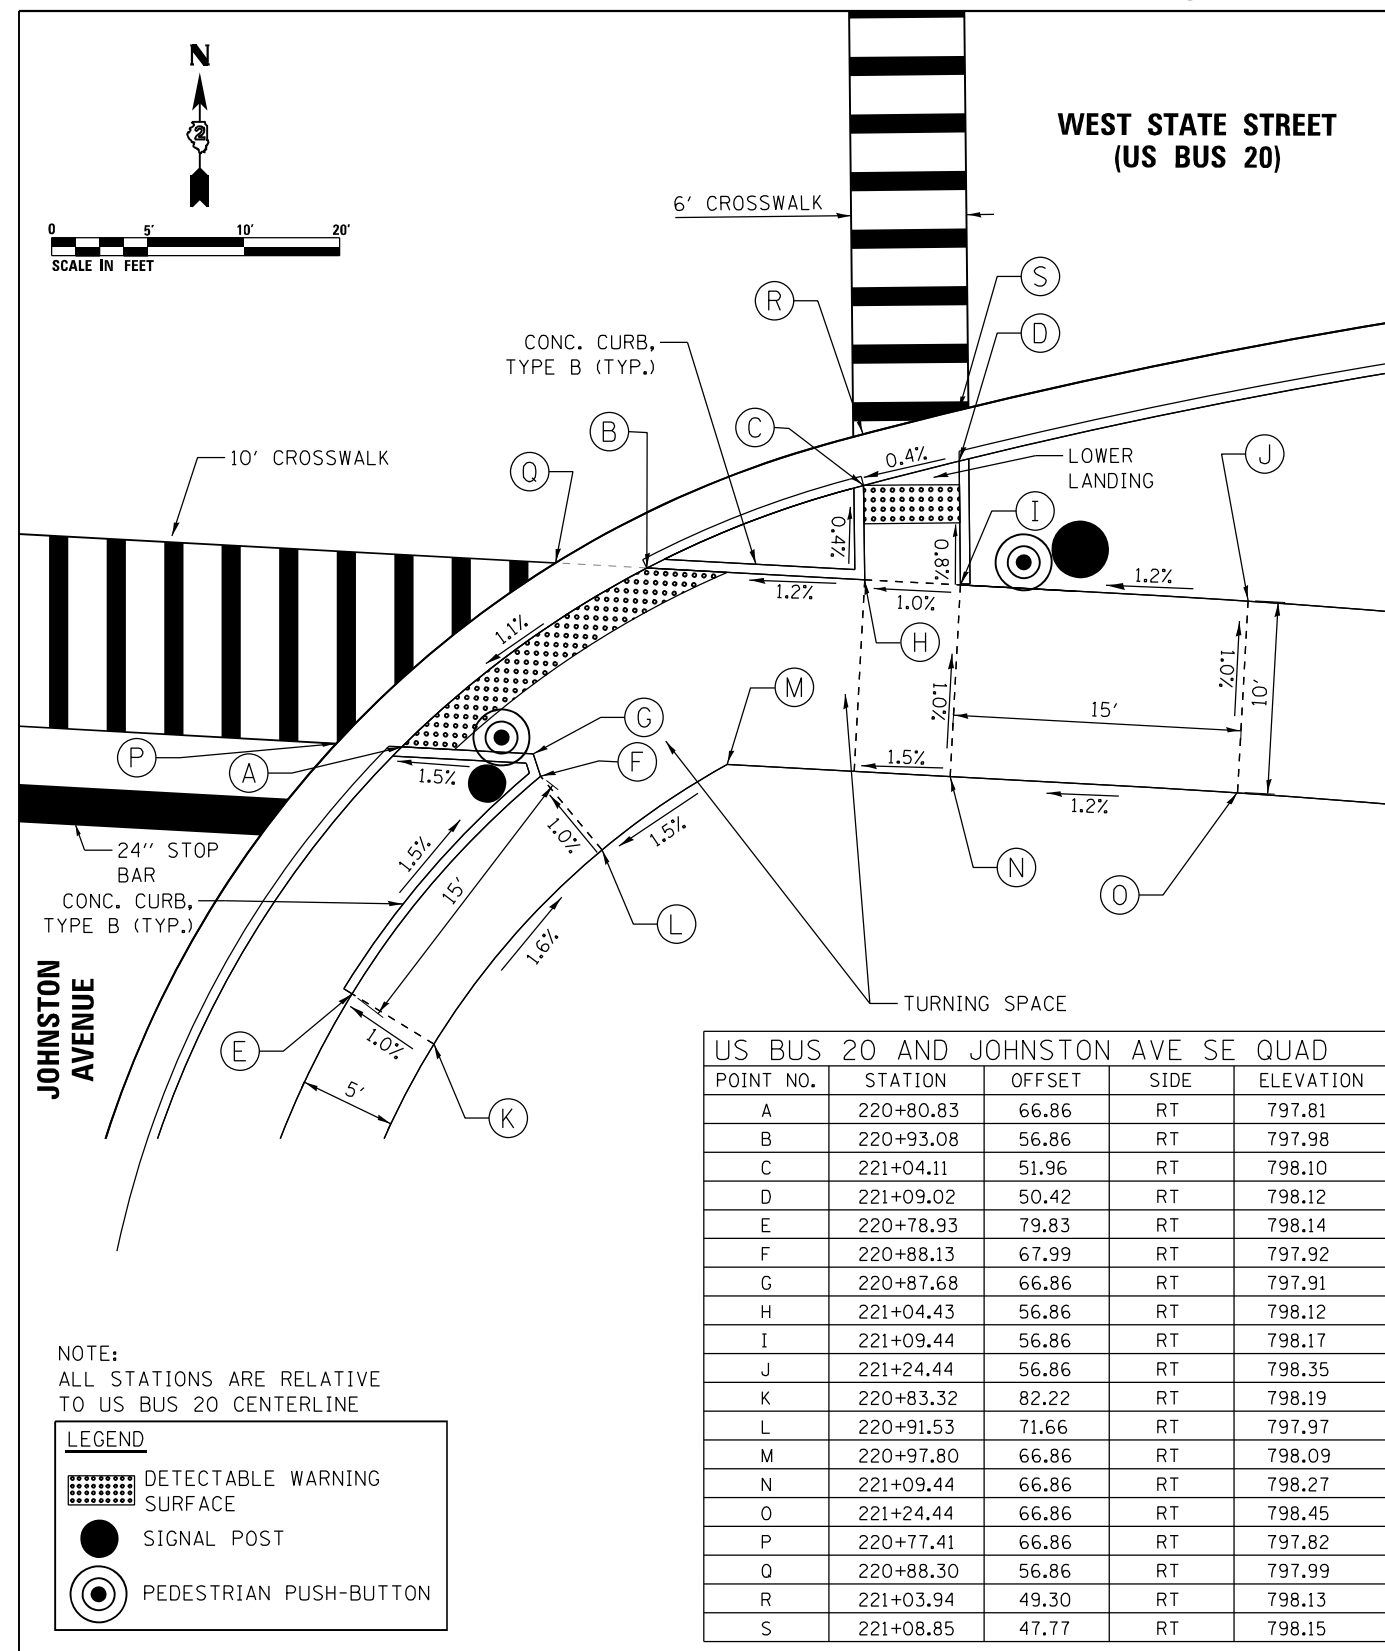 N
2
0 5' 10' 20'
SCALE IN FEET
WEST STATE STREET
(US BUS 20)
6' CROSSWALK
S
R
D
CONC. CURB,
TYPE B (TYP.)
C
B
J
10' CROSSWALK
Q
0.4%
LOWER
LANDING
I
0.4%
0.8%
1.2%
1.2%
1.0%
1.1%
H
1.0%
M
1.0%
10'
15'
G
P
A
F
1.5%
1.5%
1.2%
1.0%
1.5%
24'' STOP
BAR
1.5%
N
O
15'
CONC. CURB,
TYPE B (TYP.)
L
1.6%
JOHNSTON
AVENUE
TURNING SPACE
E
1.0%
5'
K
US BUS 20 AND JOHNSTON AVE SE QUAD
POINT NO. STATION OFFSET SIDE ELEVATION
A 220+80.83 66.86 RT 797.81
B 220+93.08 56.86 RT 797.98
C 221+04.11 51.96 RT 798.10
D 221+09.02 50.42 RT 798.12
E 220+78.93 79.83 RT 798.14
F 220+88.13 67.99 RT 797.92
G 220+87.68 66.86 RT 797.91
H 221+04.43 56.86 RT 798.12
I 221+09.44 56.86 RT 798.17
J 221+24.44 56.86 RT 798.35
K 220+83.32 82.22 RT 798.19
L 220+91.53 71.66 RT 797.97
M 220+97.80 66.86 RT 798.09
N 221+09.44 66.86 RT 798.27
O 221+24.44 66.86 RT 798.45
P 220+77.41 66.86 RT 797.82
Q 220+88.30 56.86 RT 797.99
R 221+03.94 49.30 RT 798.13
S 221+08.85 47.77 RT 798.15
NOTE:
ALL STATIONS ARE RELATIVE
TO US BUS 20 CENTERLINE
LEGEND
DETECTABLE WARNING
SURFACE
SIGNAL POST
PEDESTRIAN PUSH-BUTTON